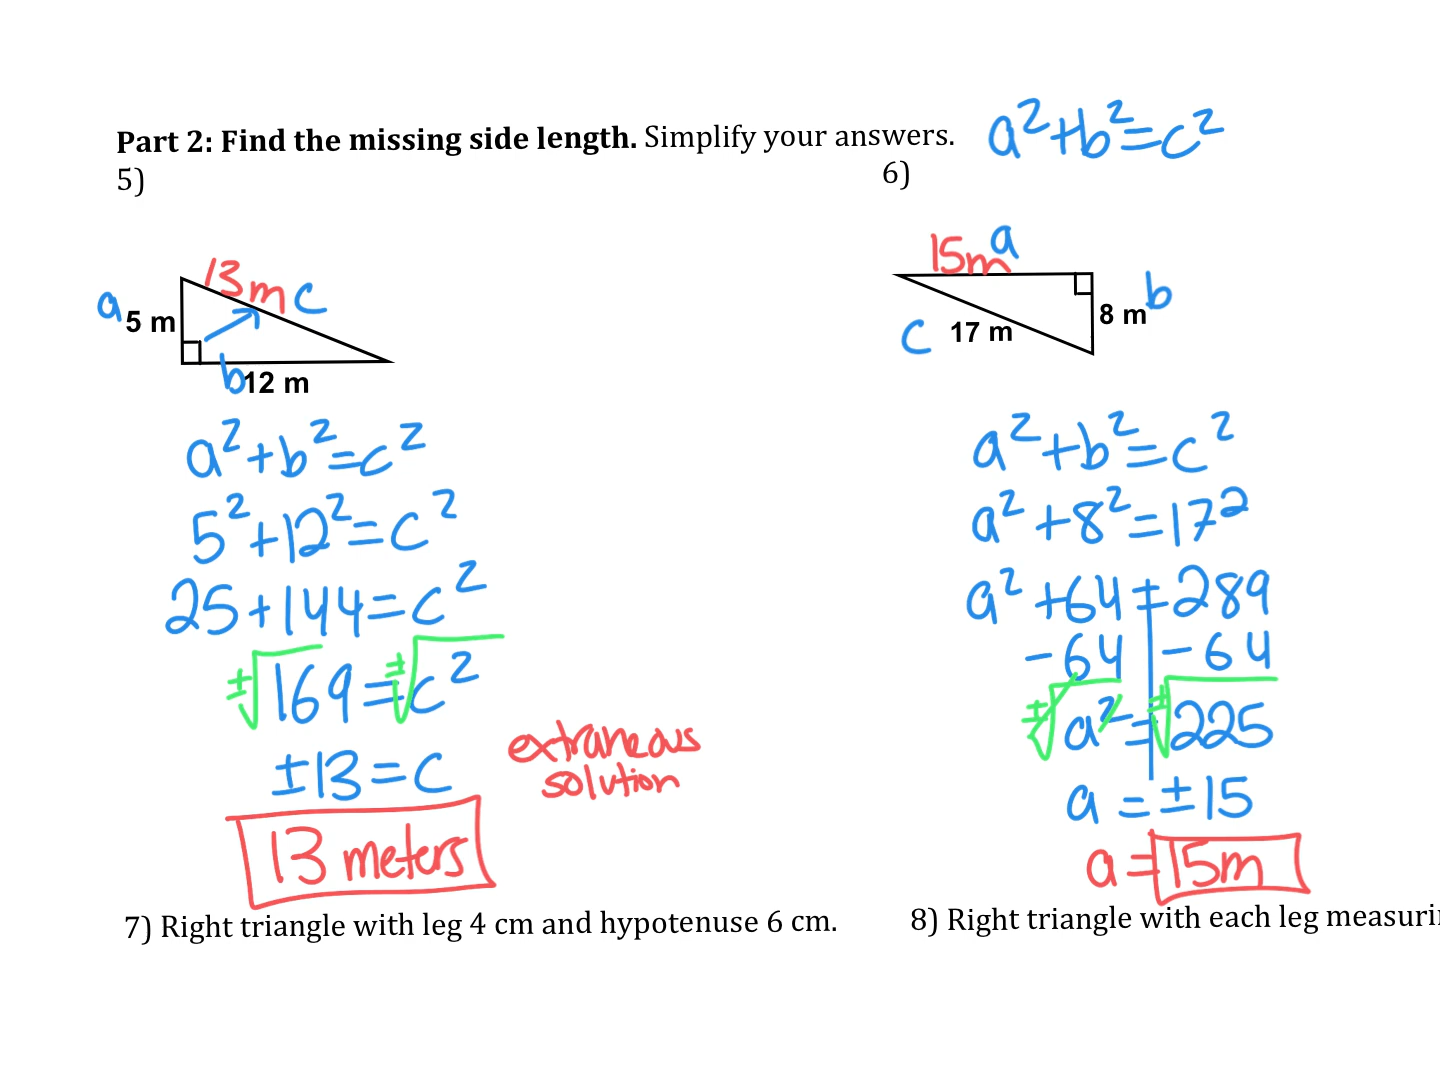 Part 2: Find the missing side length. Simplify your answers.
a²+b²=c²
5)
13 m c
a 5 m
b 12 m
a²+b²=c²
5²+12²=c²
25+144=c²
±√169=±√c²
±13=c
extraneous
solution
13 meters
6)
15m a
8 m b
c 17 m
a²+b²=c²
a²+8²=17²
a²+64=289
-64 -64
±√a²=±√225
a=±15
a=15m
7) Right triangle with leg 4 cm and hypotenuse 6 cm.
8) Right triangle with each leg